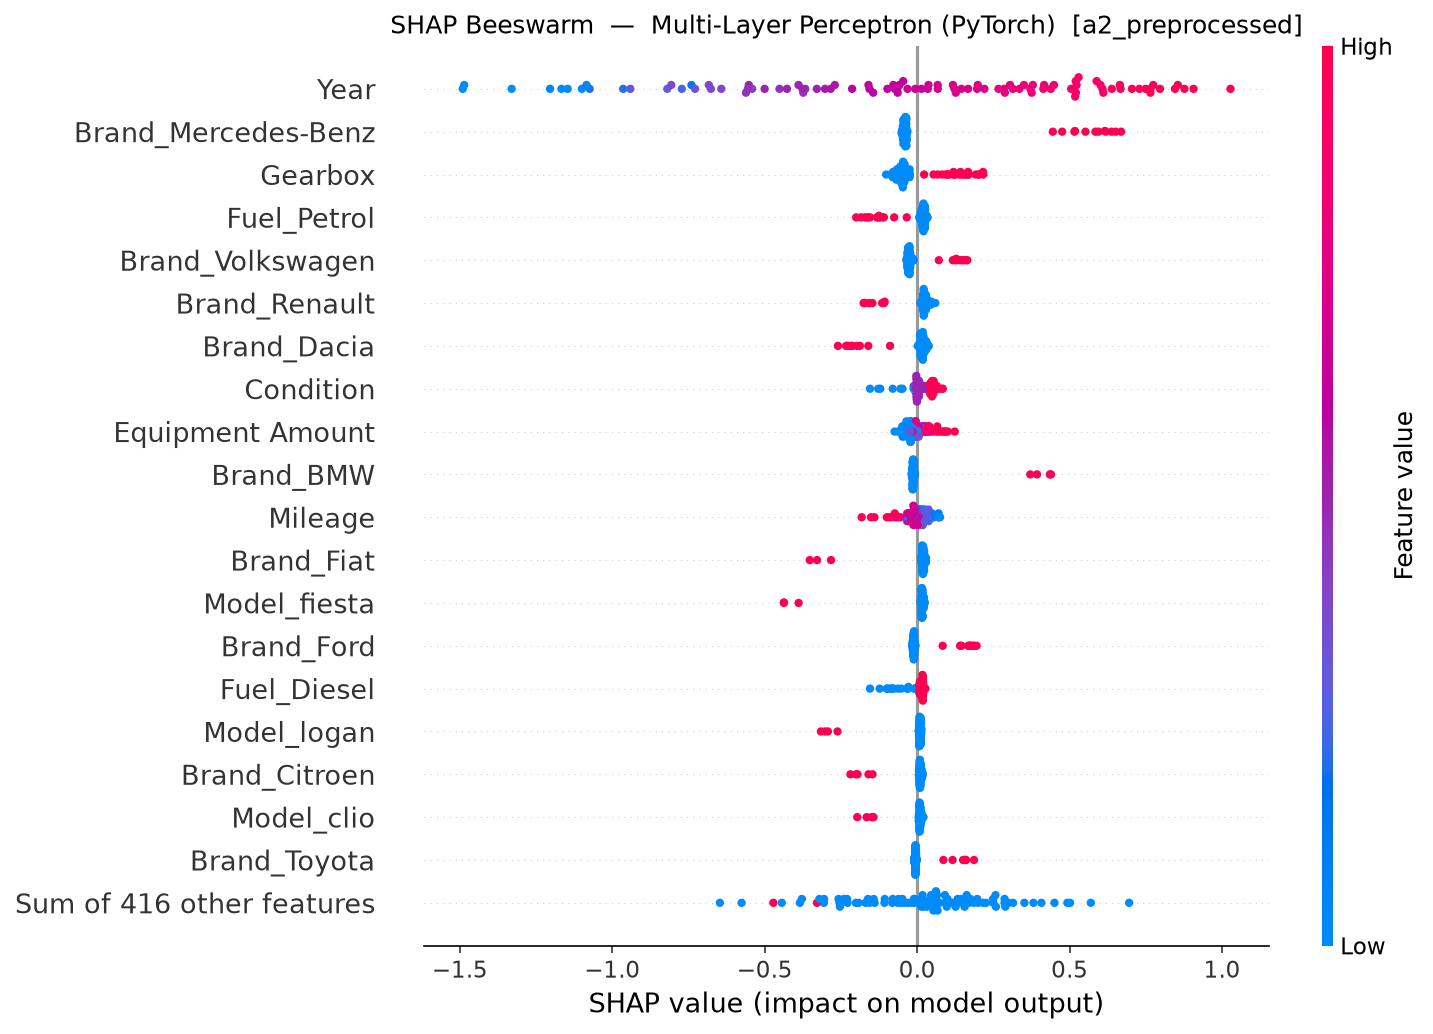 SHAP Beeswarm — Multi-Layer Perceptron (PyTorch) [a2_preprocessed]
High
Year
Brand_Mercedes-Benz
Gearbox
Fuel_Petrol
Brand_Volkswagen
Brand_Renault
Brand_Dacia
Condition
Equipment Amount
Brand_BMW
Mileage
Brand_Fiat
Model_fiesta
Brand_Ford
Fuel_Diesel
Model_logan
Brand_Citroen
Model_clio
Brand_Toyota
Sum of 416 other features
Feature value
Low
−1.5 −1.0 −0.5 0.0 0.5 1.0
SHAP value (impact on model output)